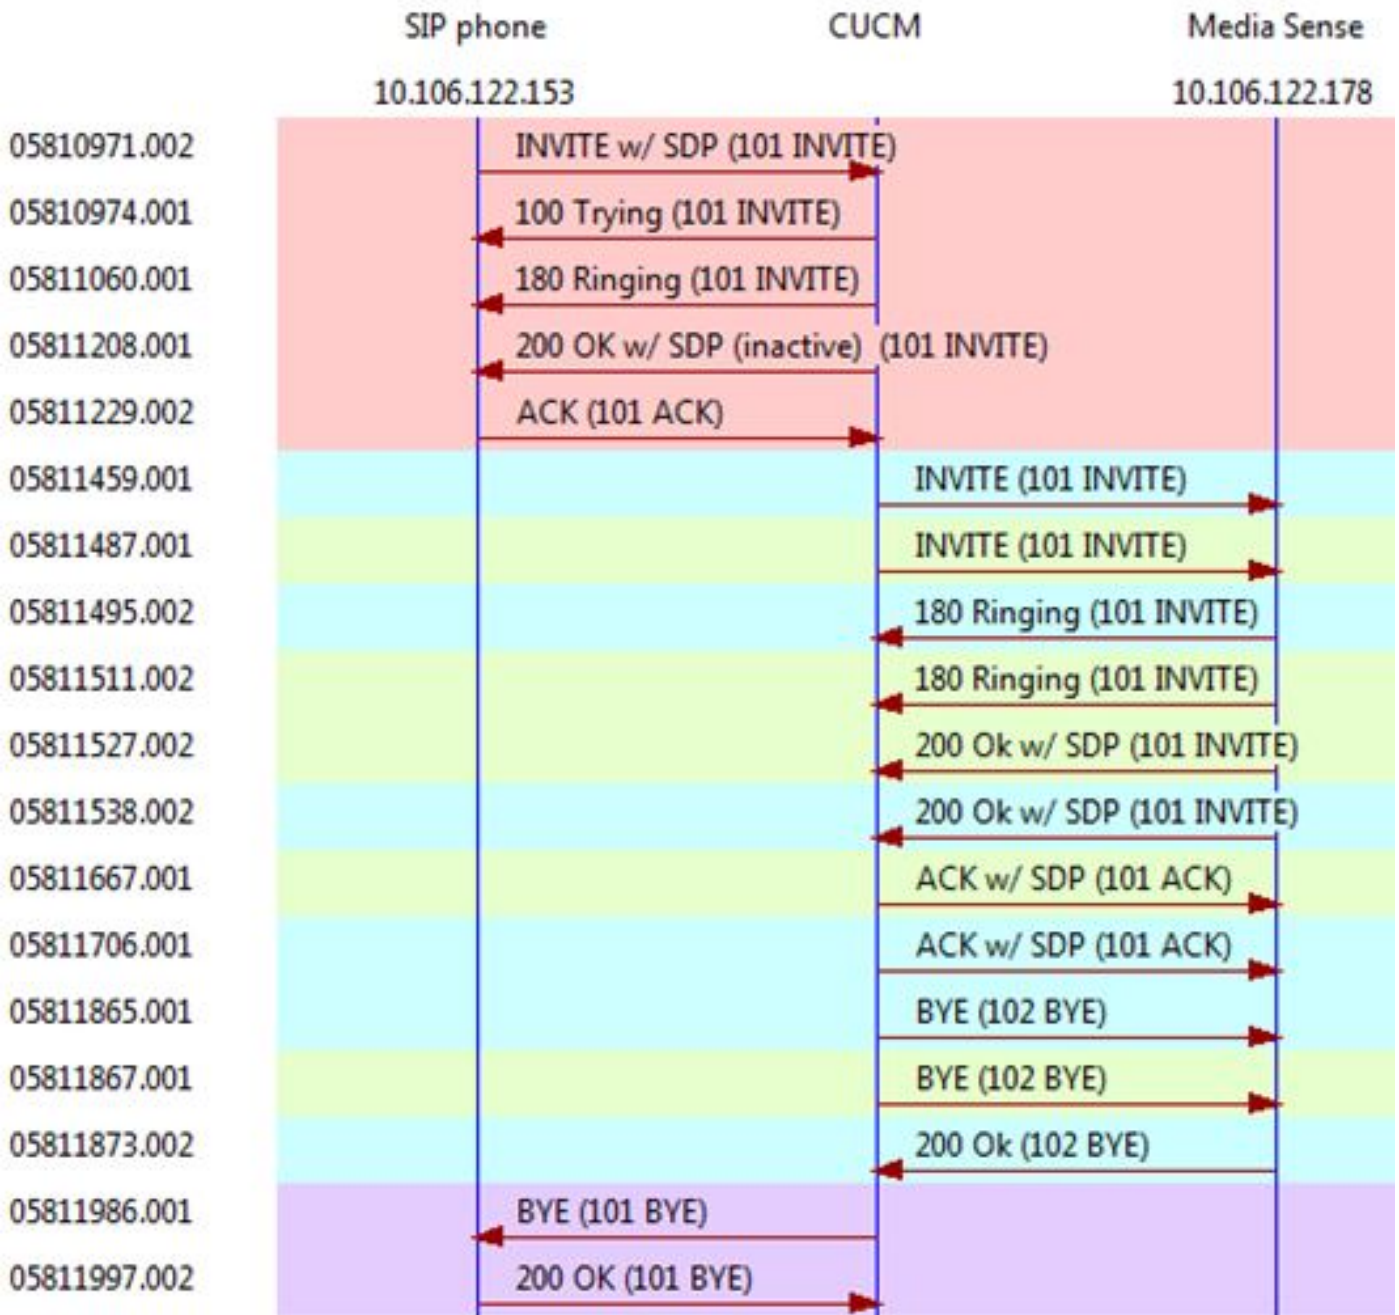 SIP phone CUCM Media Sense
10.106.122.153 10.106.122.178
05810971.002 INVITE w/ SDP (101 INVITE)
05810974.001 100 Trying (101 INVITE)
05811060.001 180 Ringing (101 INVITE)
05811208.001 200 OK w/ SDP (inactive) (101 INVITE)
05811229.002 ACK (101 ACK)
05811459.001 INVITE (101 INVITE)
05811487.001 INVITE (101 INVITE)
05811495.002 180 Ringing (101 INVITE)
05811511.002 180 Ringing (101 INVITE)
05811527.002 200 Ok w/ SDP (101 INVITE)
05811538.002 200 Ok w/ SDP (101 INVITE)
05811667.001 ACK w/ SDP (101 ACK)
05811706.001 ACK w/ SDP (101 ACK)
05811865.001 BYE (102 BYE)
05811867.001 BYE (102 BYE)
05811873.002 200 Ok (102 BYE)
05811986.001 BYE (101 BYE)
05811997.002 200 OK (101 BYE)